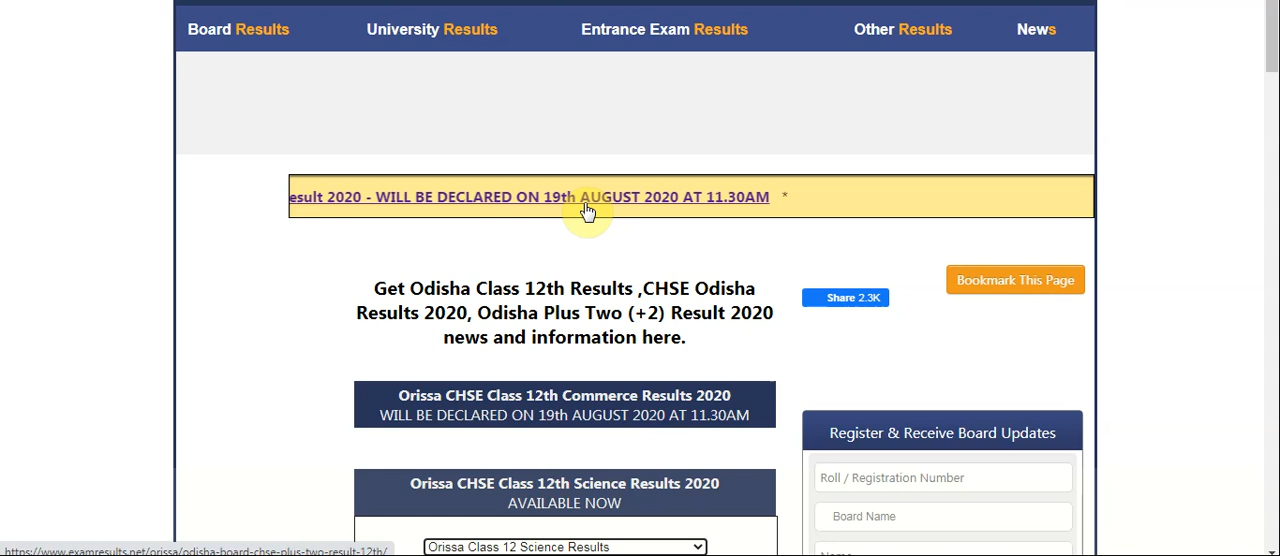 Board Results University Results Entrance Exam Results Other Results News
esult 2020 - WILL BE DECLARED ON 19th AUGUST 2020 AT 11.30AM *
Bookmark This Page
Share 2.3K
Get Odisha Class 12th Results ,CHSE Odisha
Results 2020, Odisha Plus Two (+2) Result 2020
news and information here.
Orissa CHSE Class 12th Commerce Results 2020
WILL BE DECLARED ON 19th AUGUST 2020 AT 11.30AM
Register & Receive Board Updates
Roll / Registration Number
Board Name
Orissa CHSE Class 12th Science Results 2020
AVAILABLE NOW
Orissa Class 12 Science Results
Name
https://www.examresults.net/orissa/odisha-board-chse-plus-two-result-12th/